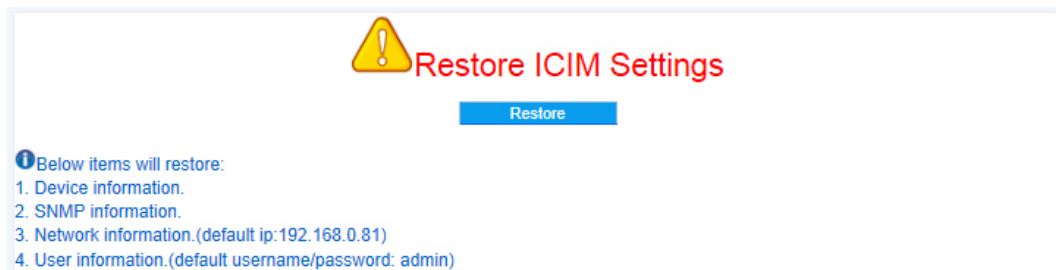 Restore ICIM Settings
Restore
Below items will restore:
1. Device information.
2. SNMP information.
3. Network information.(default ip:192.168.0.81)
4. User information.(default username/password: admin)